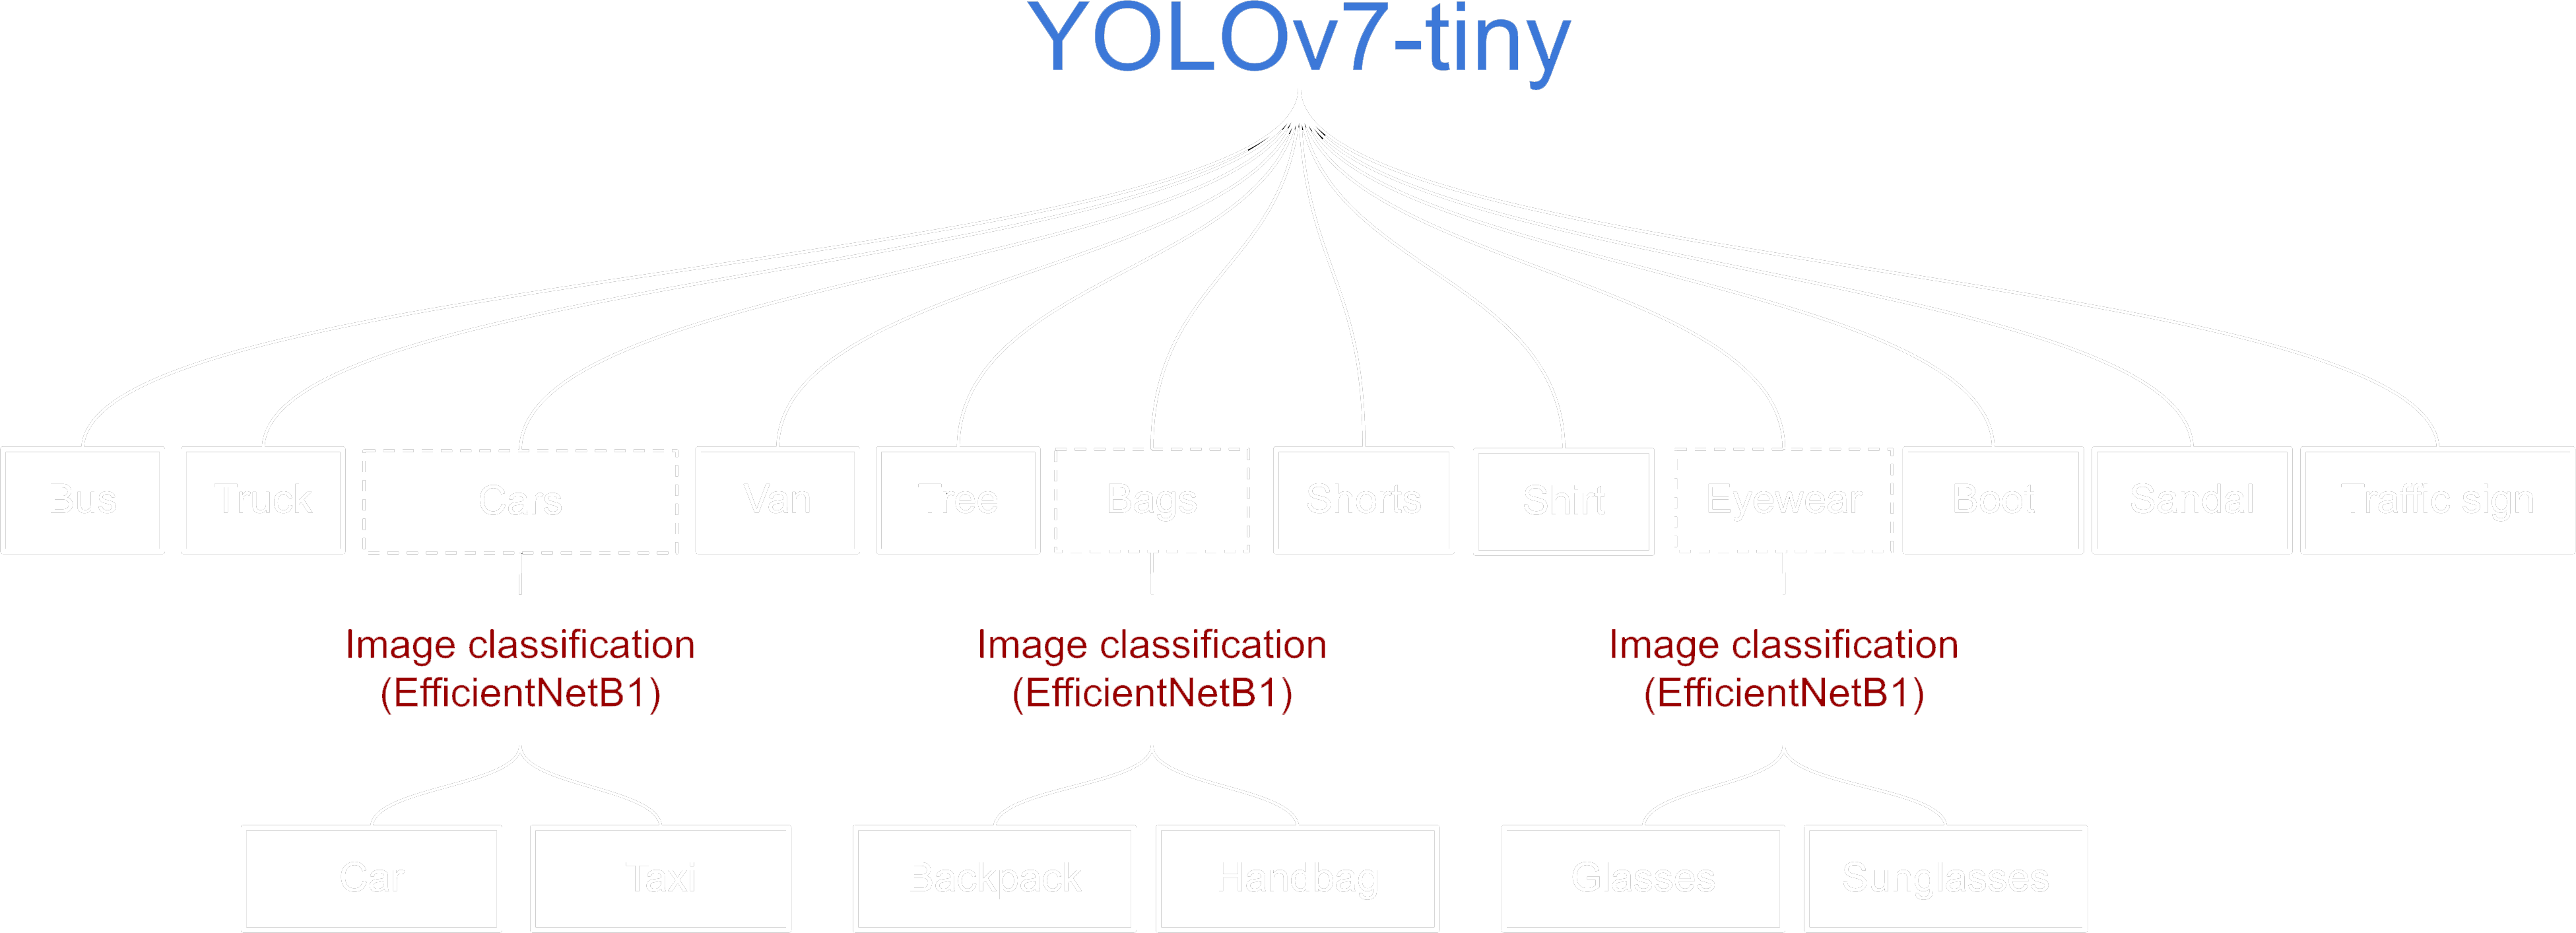 YOLOv7-tiny
Bus
Truck
Cars
Van
Tree
Bags
Shorts
Shirt
Eyewear
Boot
Sandal
Traffic sign
Image classification
(EfficientNetB1)
Image classification
(EfficientNetB1)
Image classification
(EfficientNetB1)
Car
Taxi
Backpack
Handbag
Glasses
Sunglasses